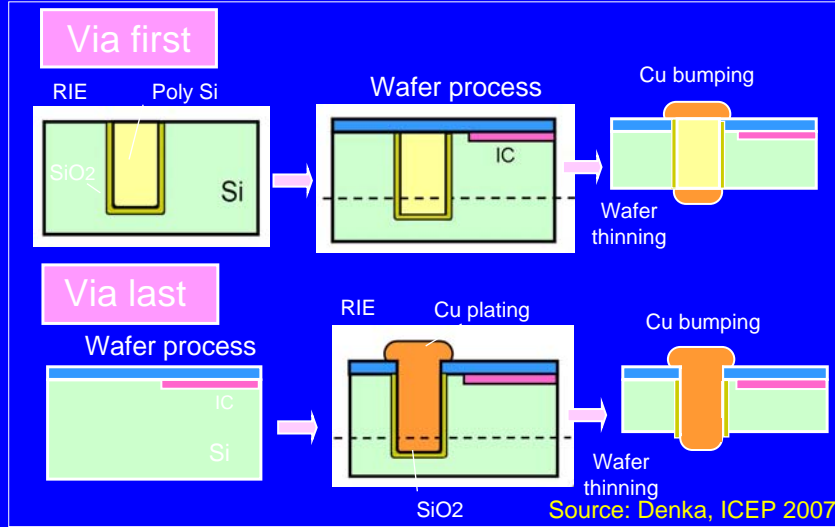 Via first
RIE
Poly Si
SiO2
Si
Wafer process
IC
Cu bumping
Wafer
thinning
Via last
Wafer process
IC
Si
RIE
Cu plating
SiO2
Cu bumping
Wafer
thinning
Source: Denka, ICEP 2007